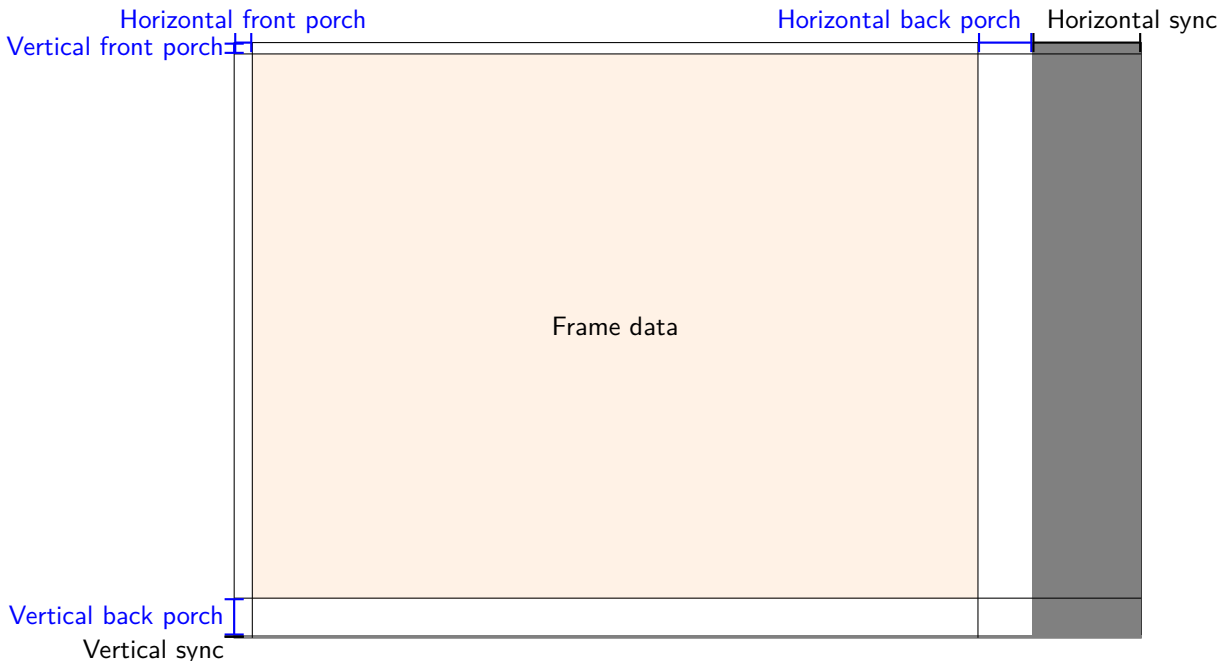 Horizontal front porch
Horizontal back porch
Horizontal sync
Vertical front porch
Frame data
Vertical back porch
Vertical sync